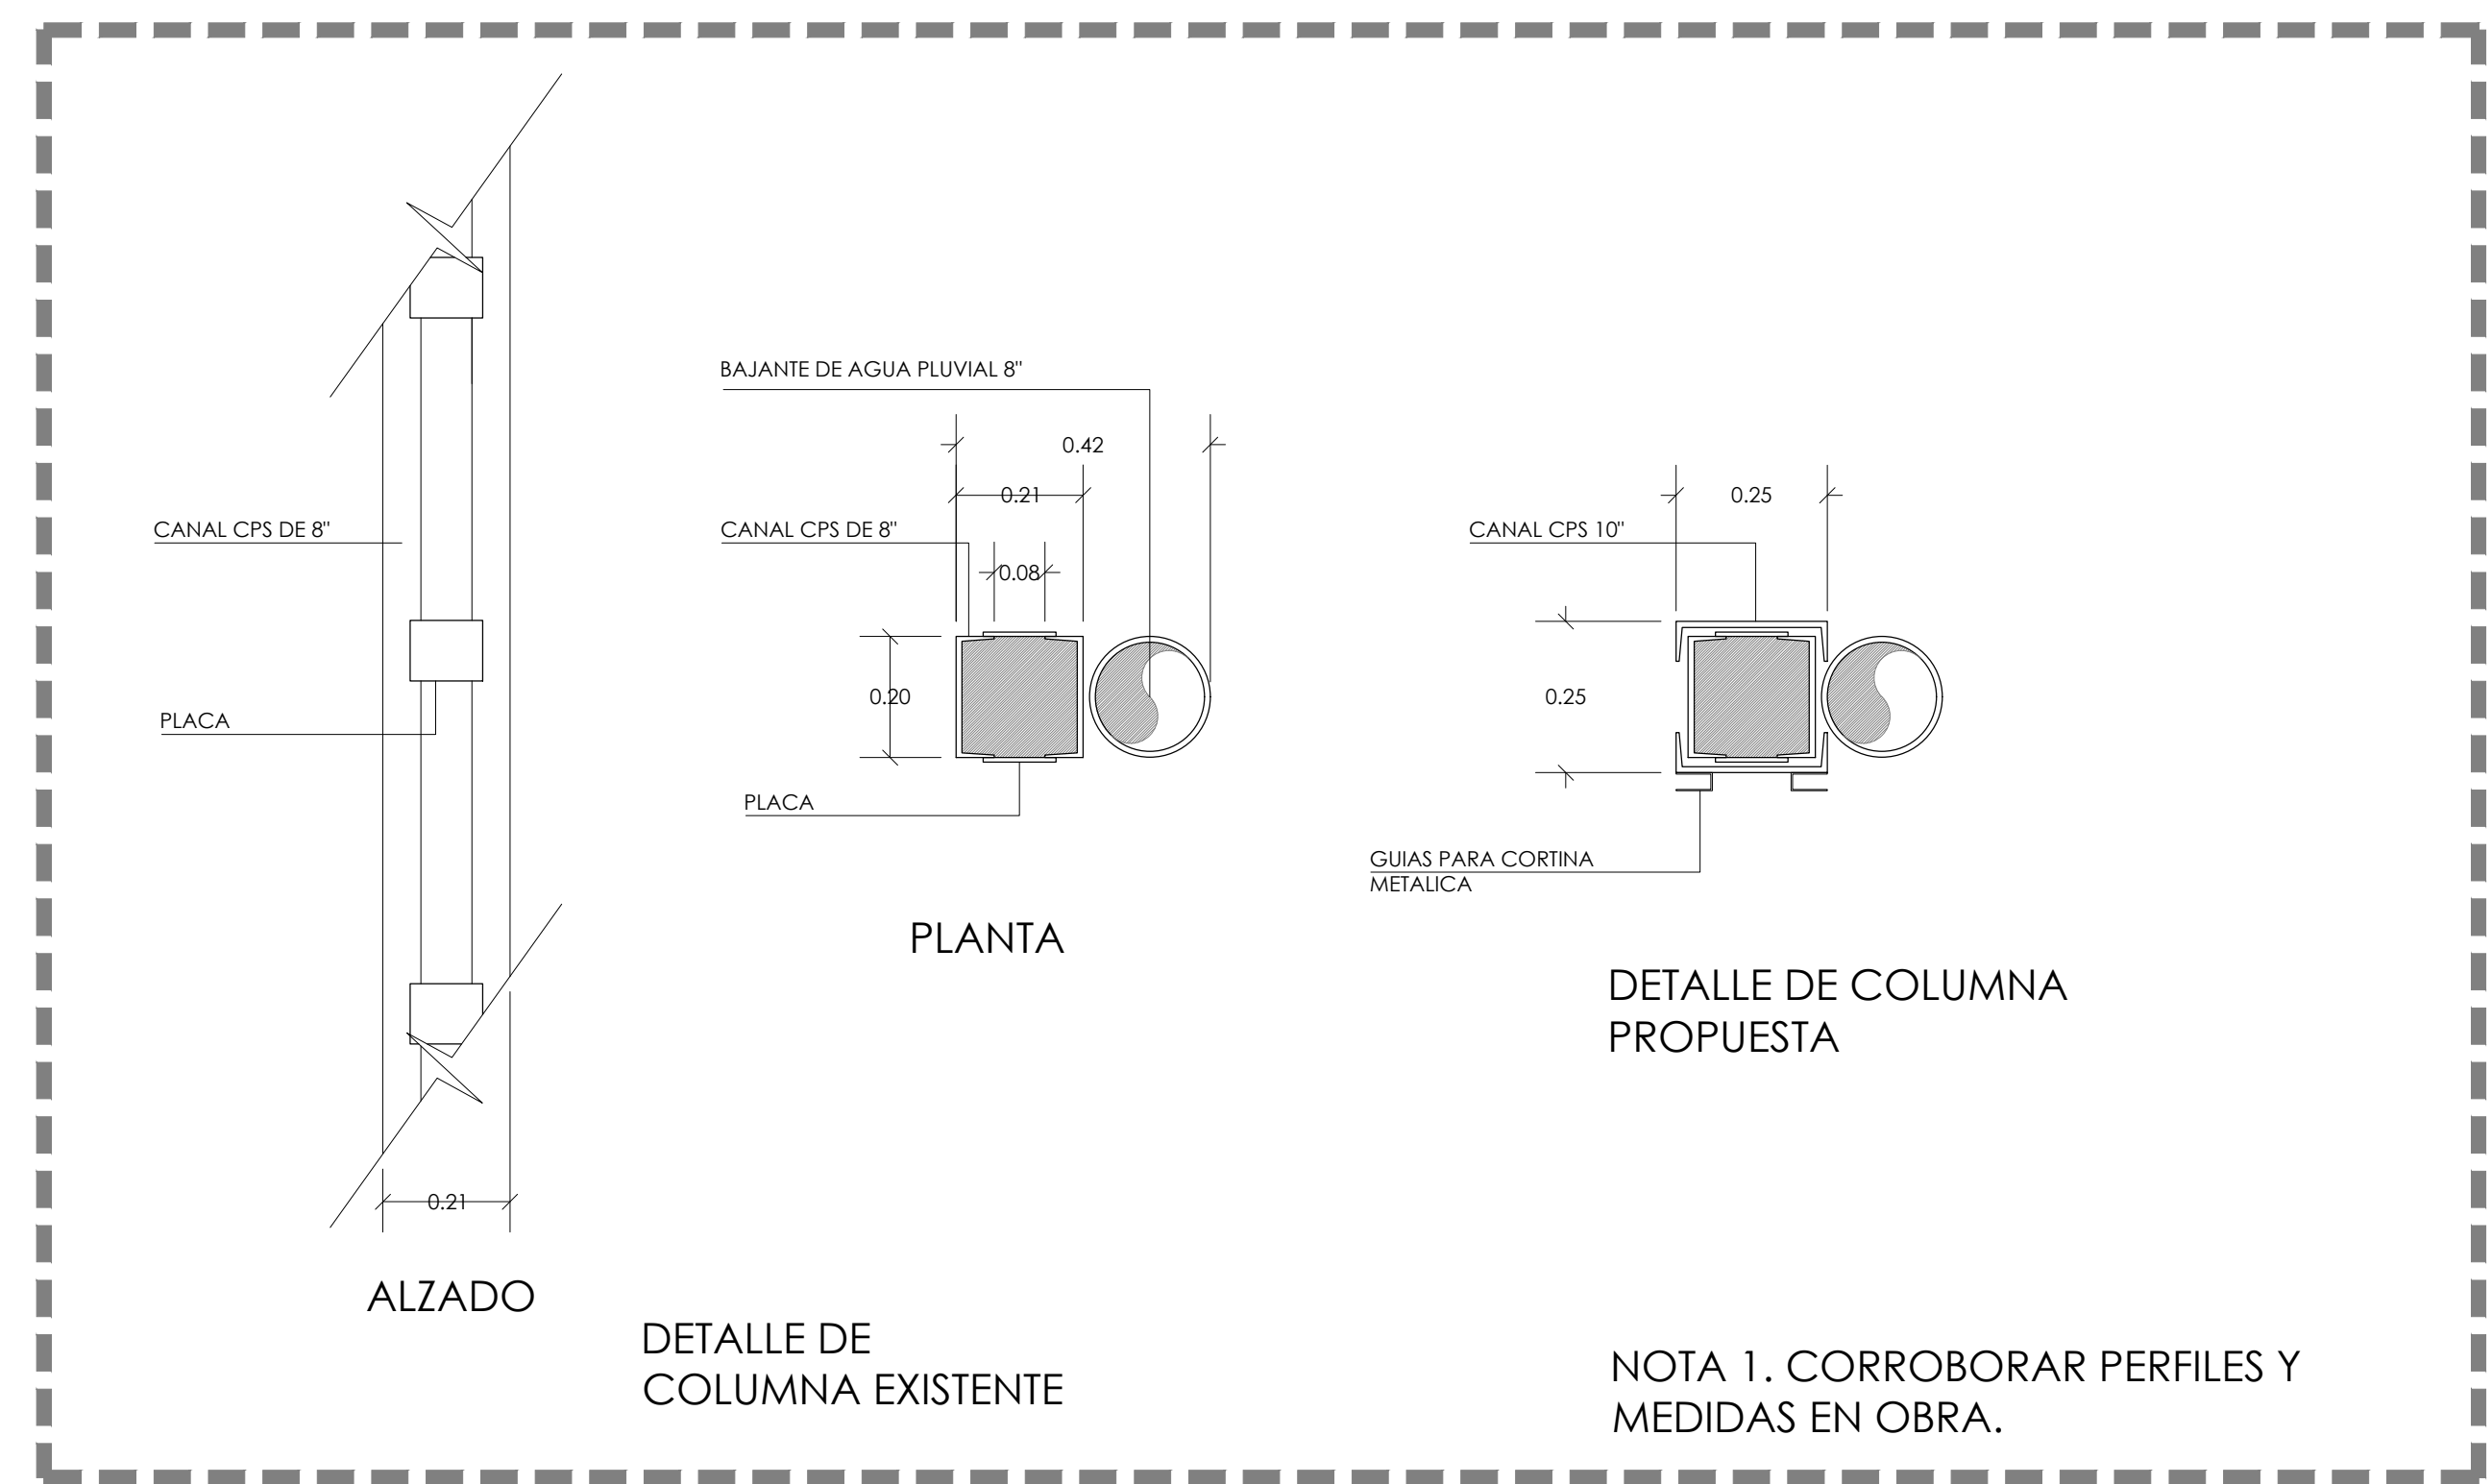 BAJANTE DE AGUA PLUVIAL 8"
0.42
0.21
CANAL CPS DE 8"
CANAL CPS DE 8"
0.08
0.20
PLACA
PLACA
PLANTA
0.21
ALZADO
DETALLE DE
COLUMNA EXISTENTE
0.25
CANAL CPS 10"
0.25
GUIAS PARA CORTINA
METALICA
DETALLE DE COLUMNA
PROPUESTA
NOTA 1. CORROBORAR PERFILES Y
MEDIDAS EN OBRA.